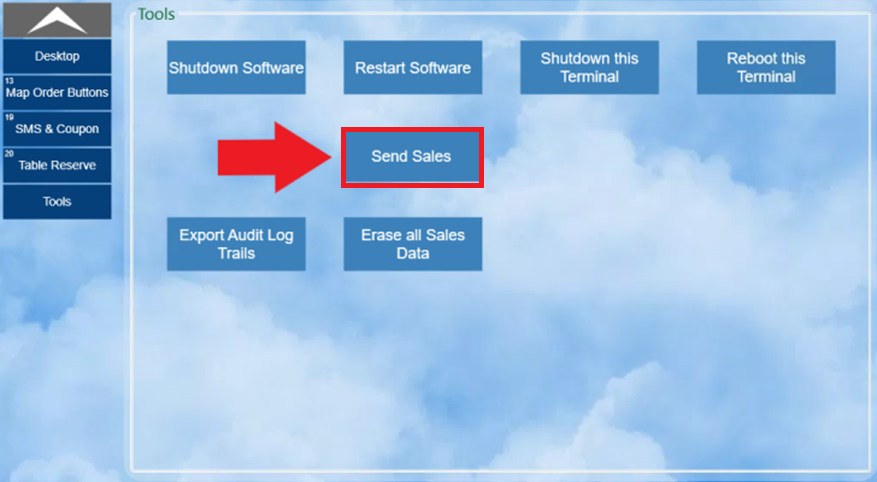 Desktop
13
Map Order Buttons
19
SMS & Coupon
20
Table Reserve
Tools
Tools
Shutdown Software
Restart Software
Shutdown this
Terminal
Reboot this
Terminal
Send Sales
Export Audit Log
Trails
Erase all Sales
Data